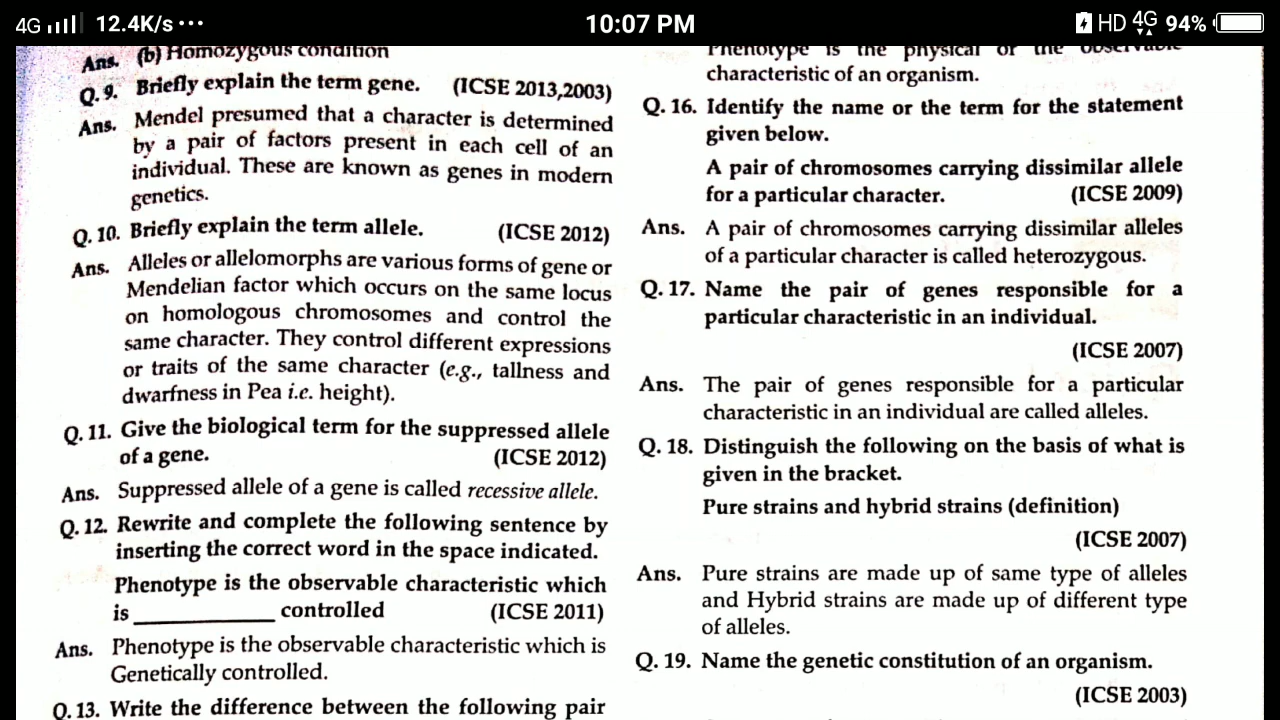 4G 12.4K/s ··· 10:07 PM HD 4G 94%
Ans. (b) Homozygous condition
Q.9. Briefly explain the term gene. (ICSE 2013,2003)
Ans. Mendel presumed that a character is determined
by a pair of factors present in each cell of an
individual. These are known as genes in modern
genetics.
Q. 10. Briefly explain the term allele. (ICSE 2012)
Ans. Alleles or allelomorphs are various forms of gene or
Mendelian factor which occurs on the same locus
on homologous chromosomes and control the
same character. They control different expressions
or traits of the same character (e.g., tallness and
dwarfness in Pea i.e. height).
Q. 11. Give the biological term for the suppressed allele
of a gene. (ICSE 2012)
Ans. Suppressed allele of a gene is called recessive allele.
Q. 12. Rewrite and complete the following sentence by
inserting the correct word in the space indicated.
Phenotype is the observable characteristic which
is ____________ controlled (ICSE 2011)
Ans. Phenotype is the observable characteristic which is
Genetically controlled.
Q. 13. Write the difference between the following pair
Phenotype is the physical or the observable
characteristic of an organism.
Q. 16. Identify the name or the term for the statement
given below.
A pair of chromosomes carrying dissimilar allele
for a particular character. (ICSE 2009)
Ans. A pair of chromosomes carrying dissimilar alleles
of a particular character is called heterozygous.
Q. 17. Name the pair of genes responsible for a
particular characteristic in an individual.
(ICSE 2007)
Ans. The pair of genes responsible for a particular
characteristic in an individual are called alleles.
Q. 18. Distinguish the following on the basis of what is
given in the bracket.
Pure strains and hybrid strains (definition)
(ICSE 2007)
Ans. Pure strains are made up of same type of alleles
and Hybrid strains are made up of different type
of alleles.
Q. 19. Name the genetic constitution of an organism.
(ICSE 2003)